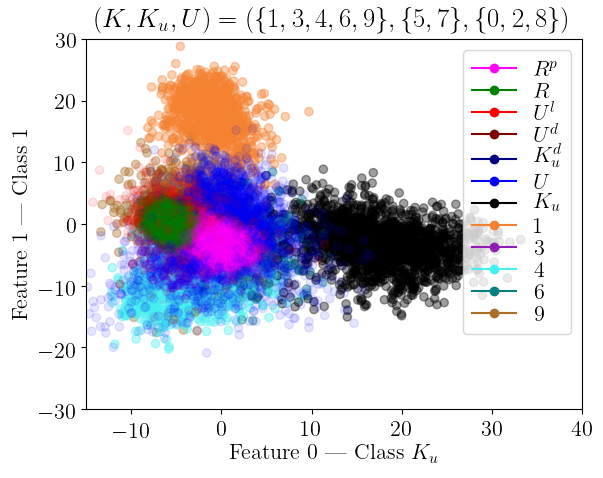 (K, K_u, U) = ({1, 3, 4, 6, 9}, {5, 7}, {0, 2, 8})
30
20
10
0
−10
−20
−30
Feature 1 — Class 1
R^p
R
U^l
U^d
K_u^d
U
K_u
1
3
4
6
9
−10
0
10
20
30
40
Feature 0 — Class K_u